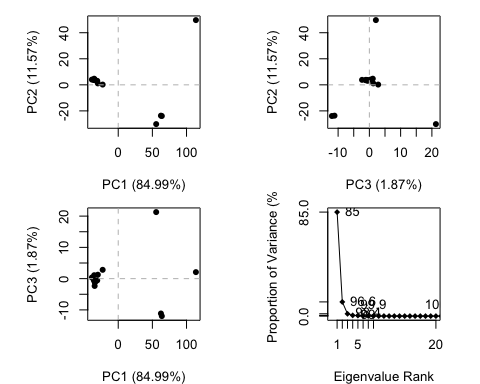 PC2 (11.57%)
-20 0 20 40
0 50 100
PC1 (84.99%)
PC2 (11.57%)
-20 0 20 40
-10 0 10 20
PC3 (1.87%)
PC3 (1.87%)
-10 0 10 20
0 50 100
PC1 (84.99%)
Proportion of Variance (%
0.0 85.0
85
96.6
1 5 20
Eigenvalue Rank